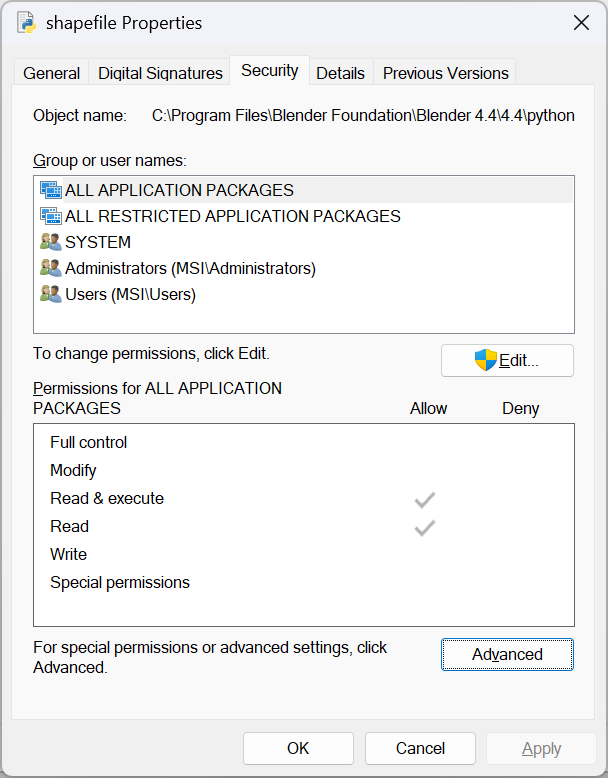 shapefile Properties
General Digital Signatures Security Details Previous Versions
Object name: C:\Program Files\Blender Foundation\Blender 4.4\4.4\python
Group or user names:
ALL APPLICATION PACKAGES
ALL RESTRICTED APPLICATION PACKAGES
SYSTEM
Administrators (MSI\Administrators)
Users (MSI\Users)
To change permissions, click Edit.
Edit...
Permissions for ALL APPLICATION
PACKAGES Allow Deny
Full control
Modify
Read & execute
Read
Write
Special permissions
For special permissions or advanced settings, click
Advanced.
Advanced
OK Cancel Apply